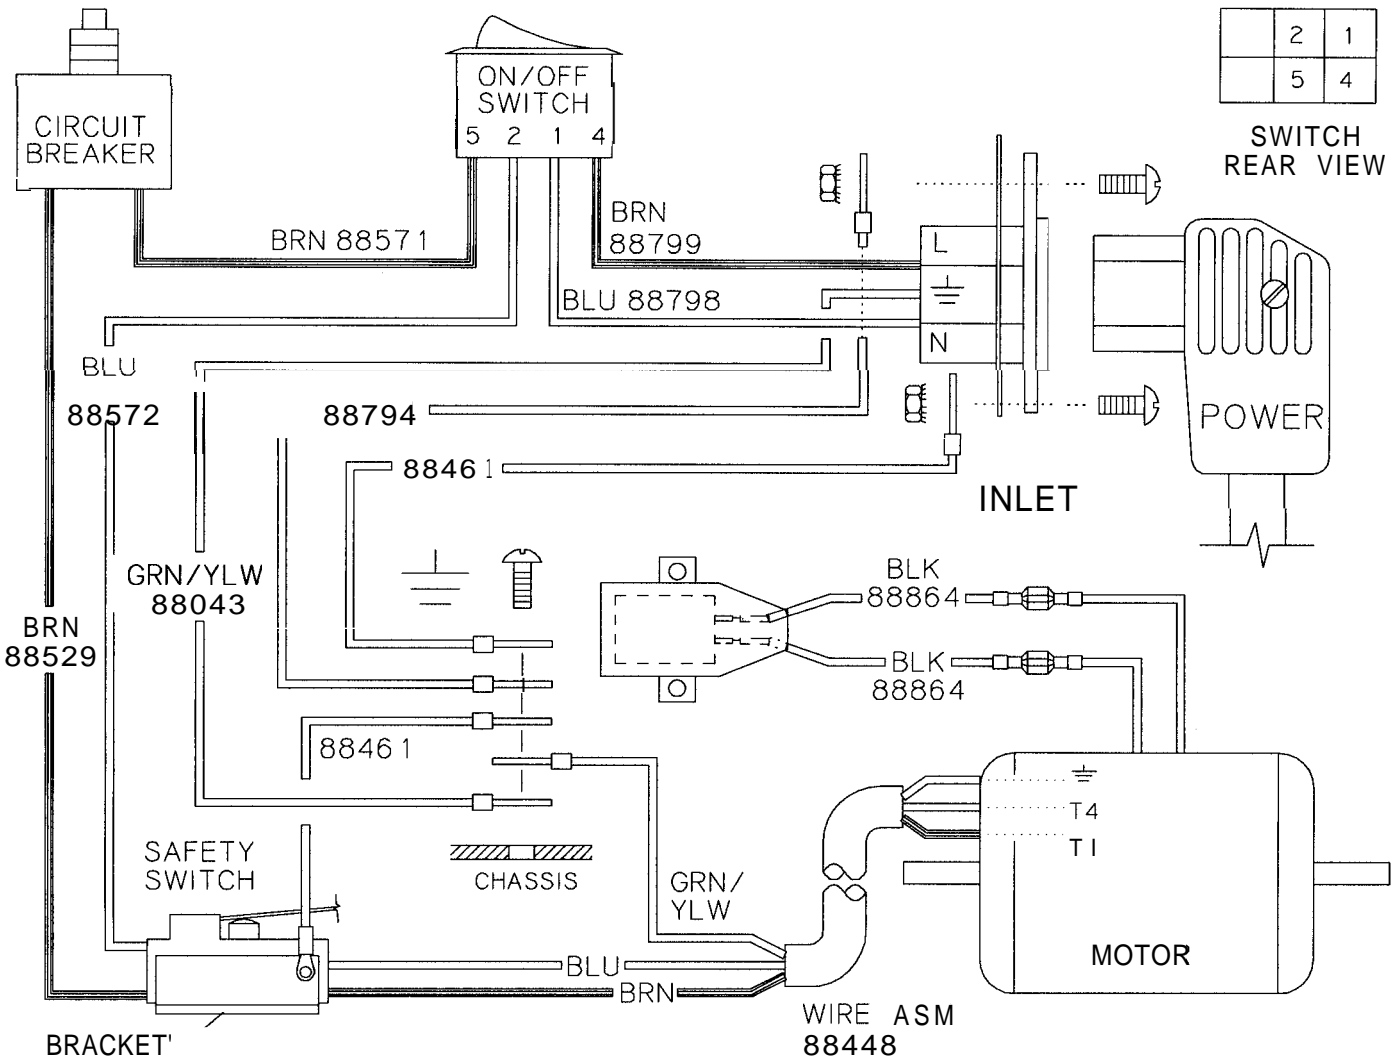 2 1
5 4
SWITCH
REAR VIEW
ON/OFF
SWITCH
5 2 1 4
CIRCUIT
BREAKER
BRN 88571
BRN
88799
L
BLU 88798
N
BLU
88572
88794
88461
POWER
INLET
GRN/YLW
88043
BRN
88529
BLK
88864
BLK
88864
88461
T4
T1
SAFETY
SWITCH
CHASSIS
GRN/
YLW
MOTOR
BLU
BRN
WIRE ASM
88448
BRACKET'